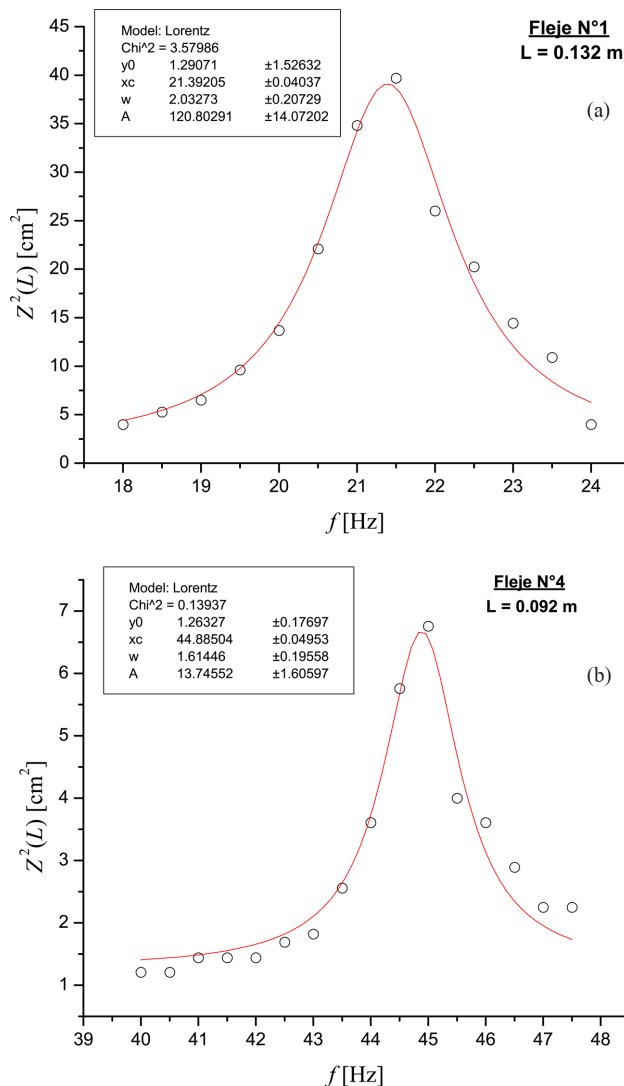 Model: Lorentz
Chi^2 = 3.57986
y0 1.29071 ±1.52632
xc 21.39205 ±0.04037
w 2.03273 ±0.20729
A 120.80291 ±14.07202
Fleje N°1
L = 0.132 m
(a)
45
40
35
30
25
20
15
10
5
0
Z²(L) [cm²]
18 19 20 21 22 23 24
f [Hz]
Model: Lorentz
Chi^2 = 0.13937
y0 1.26327 ±0.17697
xc 44.88504 ±0.04953
w 1.61446 ±0.19558
A 13.74552 ±1.60597
Fleje N°4
L = 0.092 m
(b)
7
6
5
4
3
2
1
Z²(L) [cm²]
39 40 41 42 43 44 45 46 47 48
f [Hz]